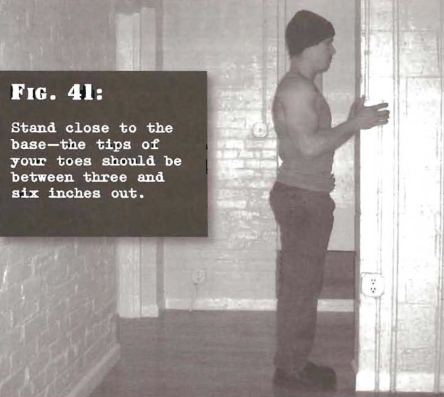 FIG. 41:
Stand close to the
base—the tips of
your toes should be
between three and
six inches out.